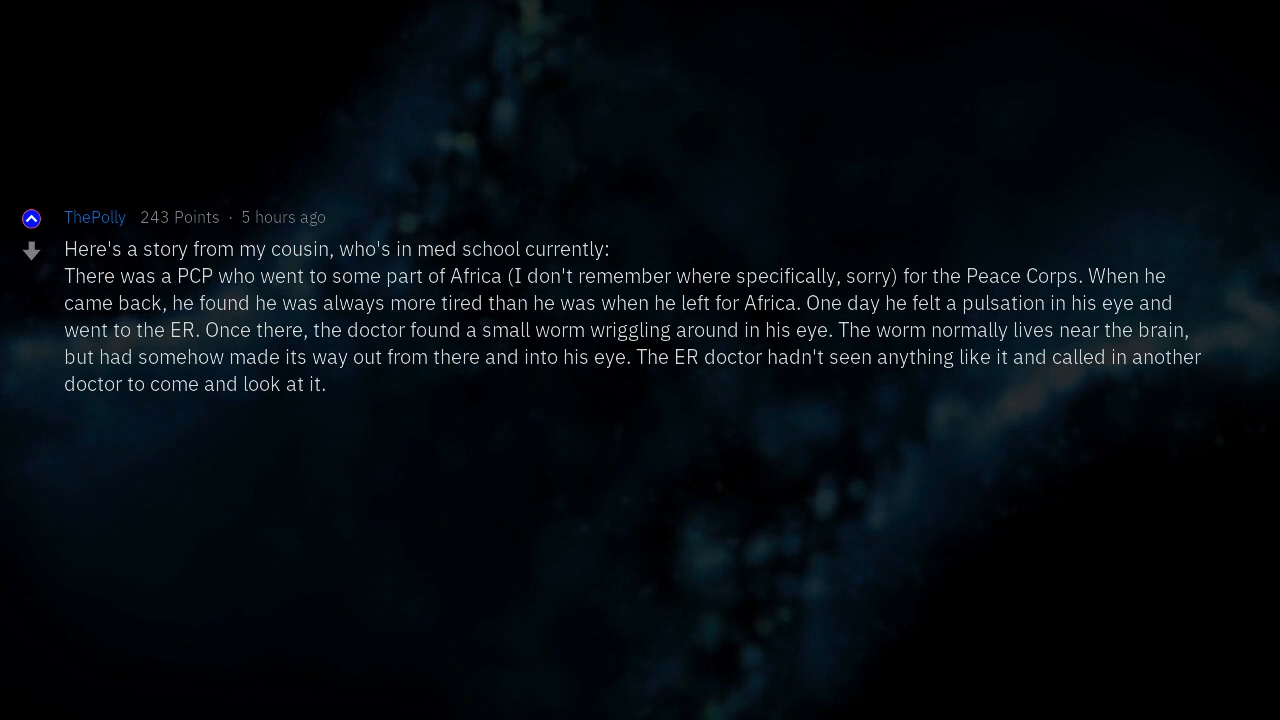 ThePolly 243 Points · 5 hours ago
Here's a story from my cousin, who's in med school currently:
There was a PCP who went to some part of Africa (I don't remember where specifically, sorry) for the Peace Corps. When he
came back, he found he was always more tired than he was when he left for Africa. One day he felt a pulsation in his eye and
went to the ER. Once there, the doctor found a small worm wriggling around in his eye. The worm normally lives near the brain,
but had somehow made its way out from there and into his eye. The ER doctor hadn't seen anything like it and called in another
doctor to come and look at it.